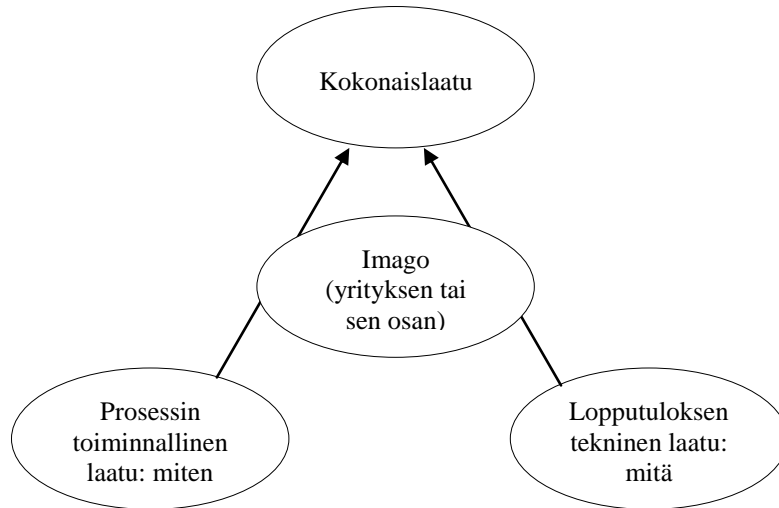 Kokonaislaatu
Imago
(yrityksen tai
sen osan)
Prosessin
toiminnallinen
laatu: miten
Lopputuloksen
tekninen laatu:
mitä